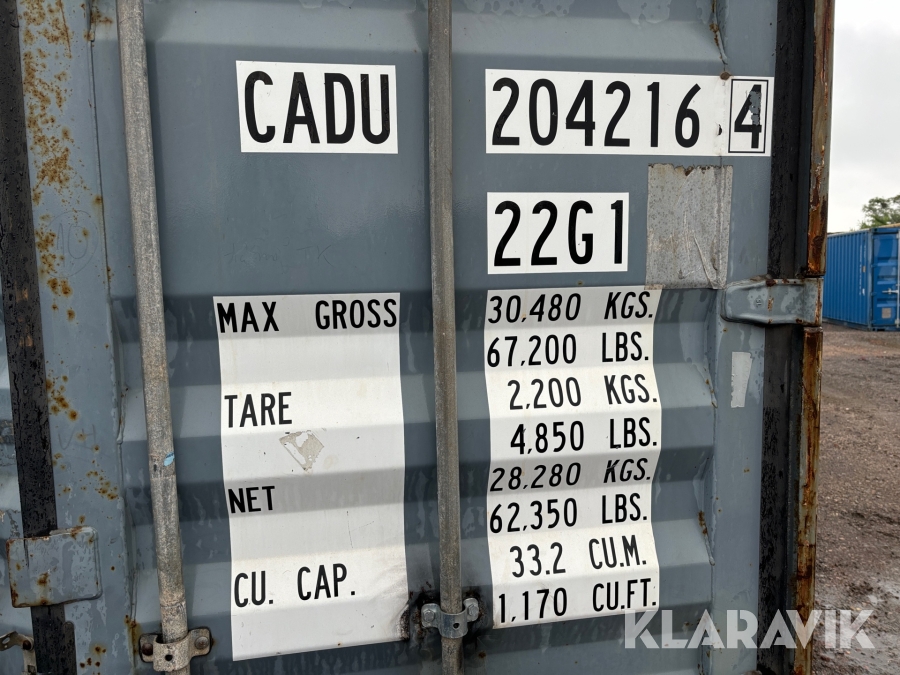 CADU 204216.4
22G1
MAX GROSS 30,480 KGS.
67,200 LBS.
TARE 2,200 KGS.
4,850 LBS.
NET 28,280 KGS.
62,350 LBS.
CU. CAP. 33.2 CU.M.
1,170 CU.FT.
KLARAVIK